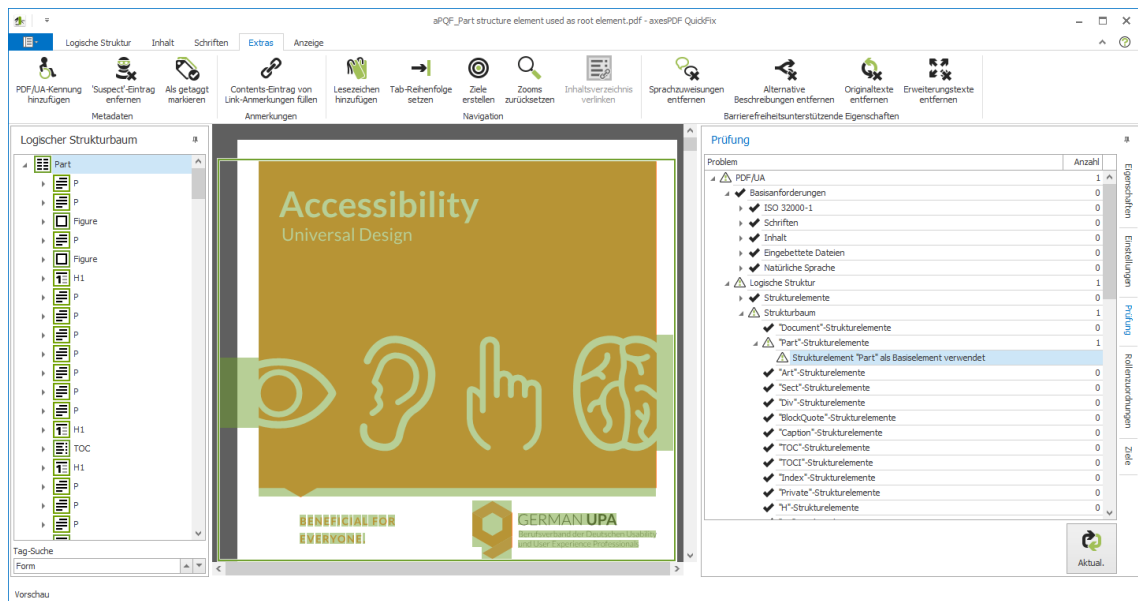 aPQF_Part structure element used as root element.pdf - axesPDF QuickFix
Logische Struktur Inhalt Schriften Extras Anzeige
PDF/UA-Kennung hinzufügen
'Suspect'-Eintrag entfernen
Als getaggt markieren
Contents-Eintrag von Link-Anmerkungen füllen
Lesezeichen hinzufügen
Tab-Reihenfolge setzen
Ziele erstellen
Zooms zurücksetzen
Inhaltsverzeichnis verlinken
Sprachzuweisungen entfernen
Alternative Beschreibungen entfernen
Originaltexte entfernen
Erweiterungstexte entfernen
Metadaten
Anmerkungen
Navigation
Barrierefreiheitsunterstützende Eigenschaften
Logischer Strukturbaum
Part
P
P
Figure
P
Figure
H1
P
P
P
P
P
P
P
H1
TOC
H1
P
P
P
Tag-Suche
Form
Vorschau
Accessibility
Universal Design
BENEFICIAL FOR
EVERYONE.
GERMAN UPA
Berufsverband der Deutschen Usability
und User Experience Professionals
Prüfung
Problem Anzahl
PDF/UA 1
Basisanforderungen 0
ISO 32000-1 0
Schriften 0
Inhalt 0
Eingebettete Dateien 0
Natürliche Sprache 0
Logische Struktur 1
Strukturelemente 0
Strukturbaum 1
"Document"-Strukturelemente 0
"Part"-Strukturelemente 1
Strukturelement "Part" als Basiselement verwendet
"Art"-Strukturelemente 0
"Sect"-Strukturelemente 0
"Div"-Strukturelemente 0
"BlockQuote"-Strukturelemente 0
"Caption"-Strukturelemente 0
"TOC"-Strukturelemente 0
"TOCI"-Strukturelemente 0
"Index"-Strukturelemente 0
"Private"-Strukturelemente 0
"H"-Strukturelemente 0
Aktual.
Eigenschaften
Einstellungen
Prüfung
Rollenzuordnungen
Ziele